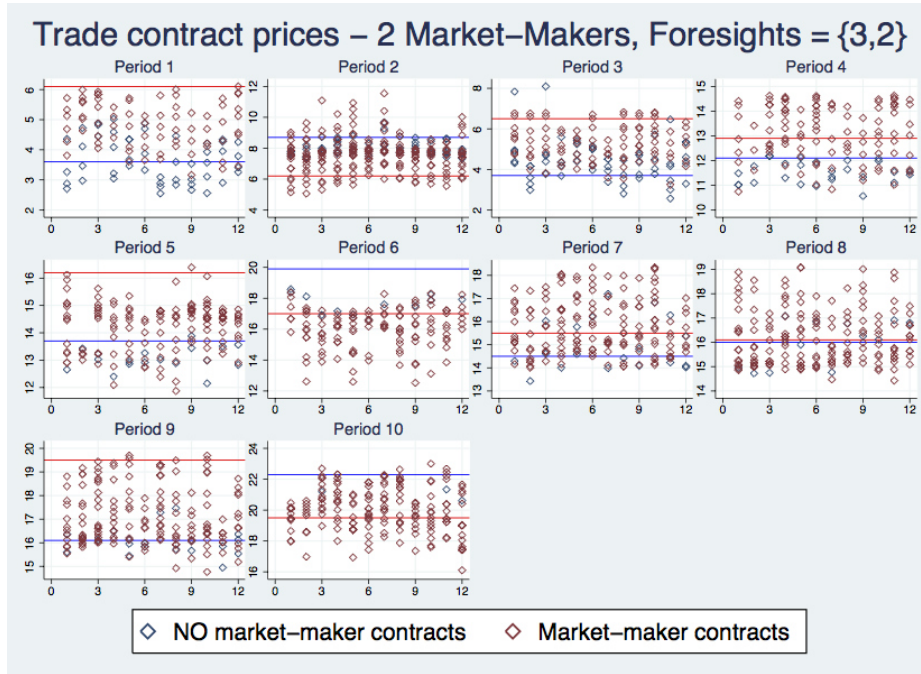 Trade contract prices − 2 Market−Makers, Foresights = {3,2}
Period 1
Period 2
Period 3
Period 4
6
5
4
3
2
0 3 6 9 12
12
10
8
6
4
0 3 6 9 12
8
6
4
2
0 3 6 9 12
15
14
13
12
11
10
0 3 6 9 12
Period 5
Period 6
Period 7
Period 8
16
15
14
13
12
0 3 6 9 12
20
18
16
14
12
0 3 6 9 12
18
17
16
15
14
13
0 3 6 9 12
19
18
17
16
15
14
0 3 6 9 12
Period 9
Period 10
20
19
18
17
16
15
0 3 6 9 12
24
22
20
18
16
0 3 6 9 12
NO market−maker contracts
Market−maker contracts